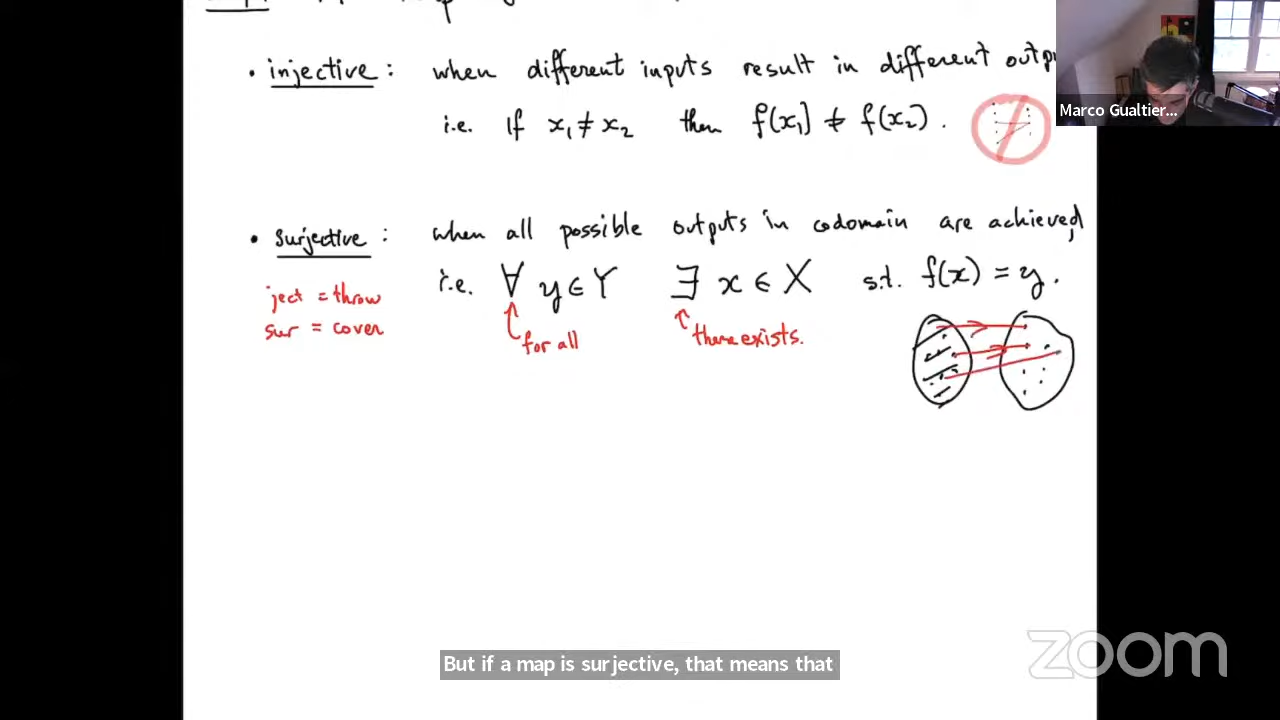 • injective : when different inputs result in different outp
i.e. If x₁ ≠ x₂ then f(x₁) ≠ f(x₂).
• Surjective : when all possible outputs in codomain are achieved,
i.e. ∀ y ∈ Y ∃ x ∈ X s.t. f(x) = y.
ject = throw
sur = cover
for all
there exists.
Marco Gualtier...
But if a map is surjective, that means that
zoom